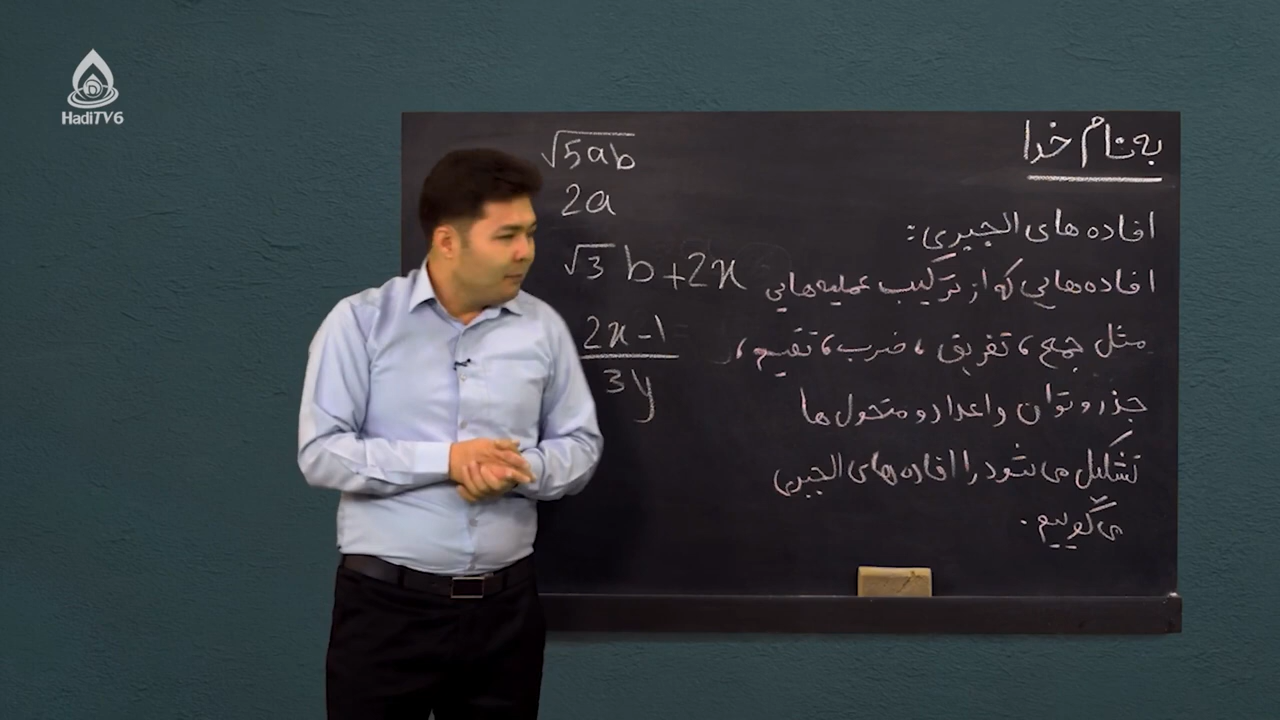 HadiTV6
به نام خدا
افاده های الجبری:
افاده‌هایی که از ترکیب عملیه‌هایی
مثل جمع، تفریق، ضرب، تقسیم،
جذر و توان و اعداد و متحول ها
تشکیل می شود را افاده های الجبری
می گوییم.
√5ab
2a
√3 b+2x
2x-1
3y